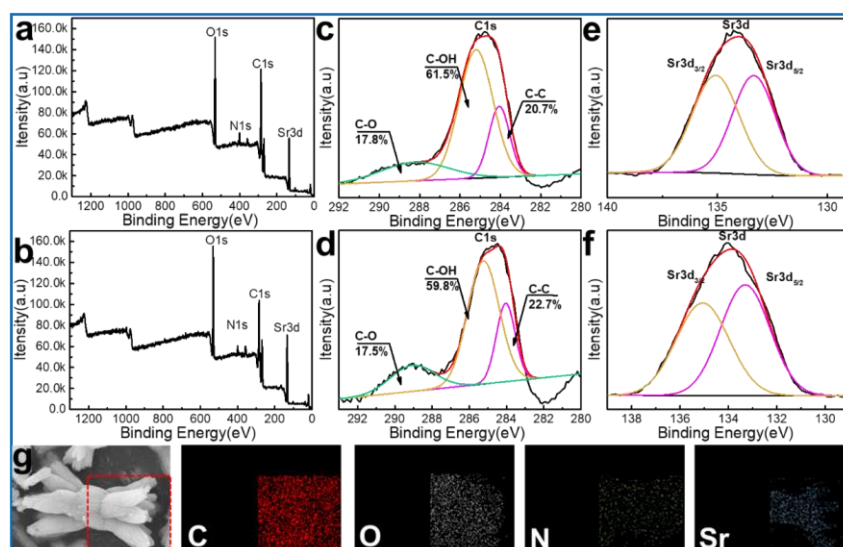 a
Itensity(a.u)
160.0k
140.0k
120.0k
100.0k
80.0k
60.0k
40.0k
20.0k
0.0
O1s
C1s
N1s
Sr3d
1200 1000 800 600 400 200 0
Binding Energy(eV)
c
Itensity(a.u)
C1s
C-OH
61.5%
C-C
20.7%
C-O
17.8%
292 290 288 286 284 282 280
Binding Energy(eV)
e
Itensity(a.u)
Sr3d
Sr3d3/2
Sr3d5/2
140 135 130
Binding Energy(eV)
b
Itensity(a.u)
160.0k
140.0k
120.0k
100.0k
80.0k
60.0k
40.0k
20.0k
0.0
O1s
C1s
N1s
Sr3d
1200 1000 800 600 400 200 0
Binding Energy(eV)
d
Itensity(a.u)
C1s
C-OH
59.8%
C-C
22.7%
C-O
17.5%
292 290 288 286 284 282 280
Binding Energy(eV)
f
Itensity(a.u)
Sr3d
Sr3d3/2
Sr3d5/2
138 136 134 132 130
Binding Energy(eV)
g
C
O
N
Sr